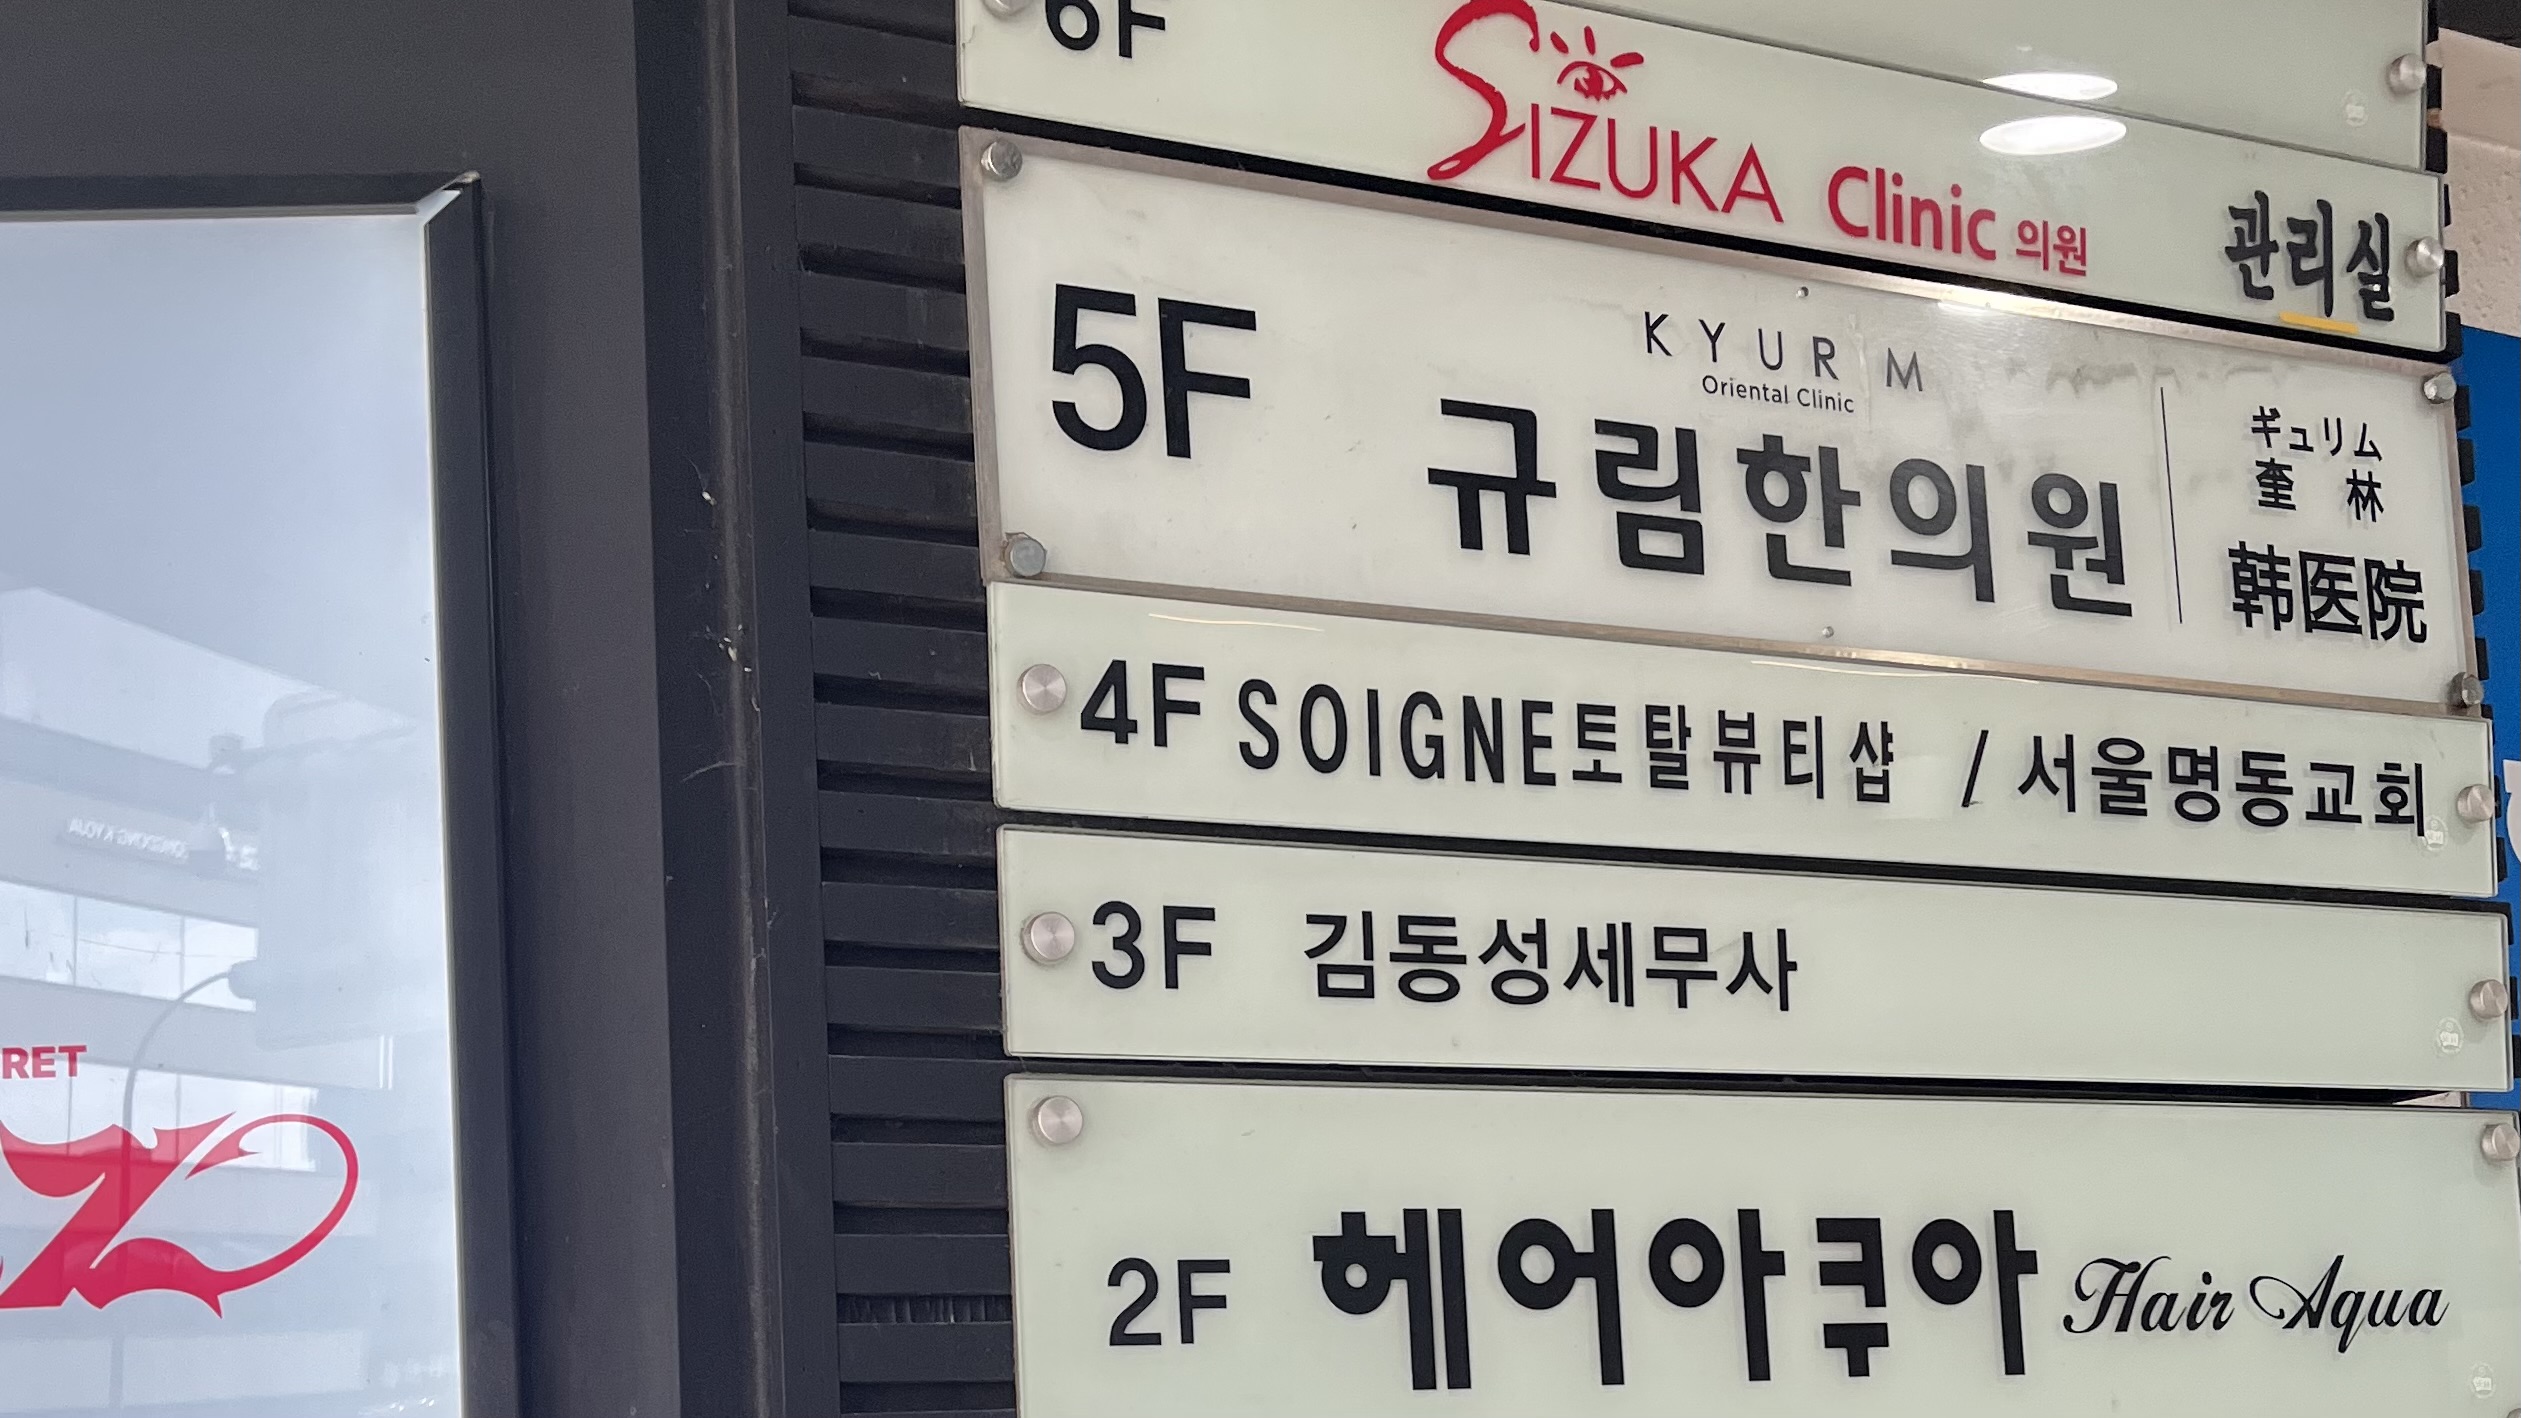 6F
SIZUKA Clinic 의원
관리실
5F
KYUR M
Oriental Clinic
규림한의원
ギュリム
奎 林
韩医院
4F SOIGNE토탈뷰티샵 / 서울명동교회
3F 김동성세무사
2F 헤어아쿠아 Hair Aqua
RET